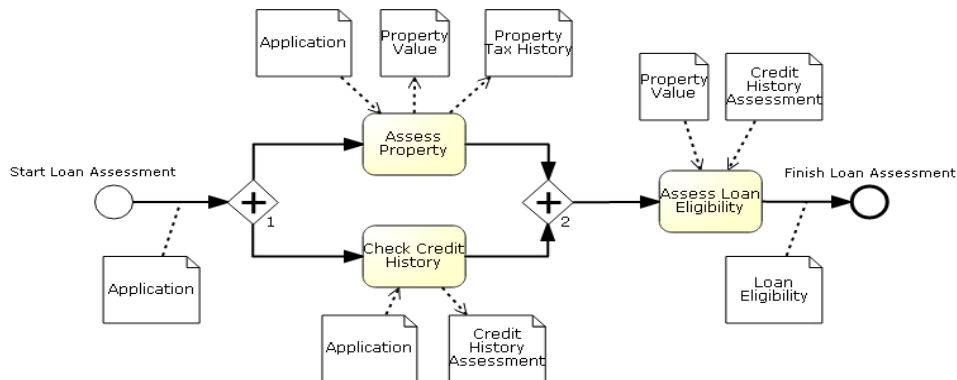 Application
Property
Value
Property
Tax History
Property
Value
Credit
History
Assessment
Assess
Property
Start Loan Assessment
Finish Loan Assessment
Assess Loan
Eligibility
1
2
Check Credit
History
Application
Loan
Eligibility
Application
Credit
History
Assessment